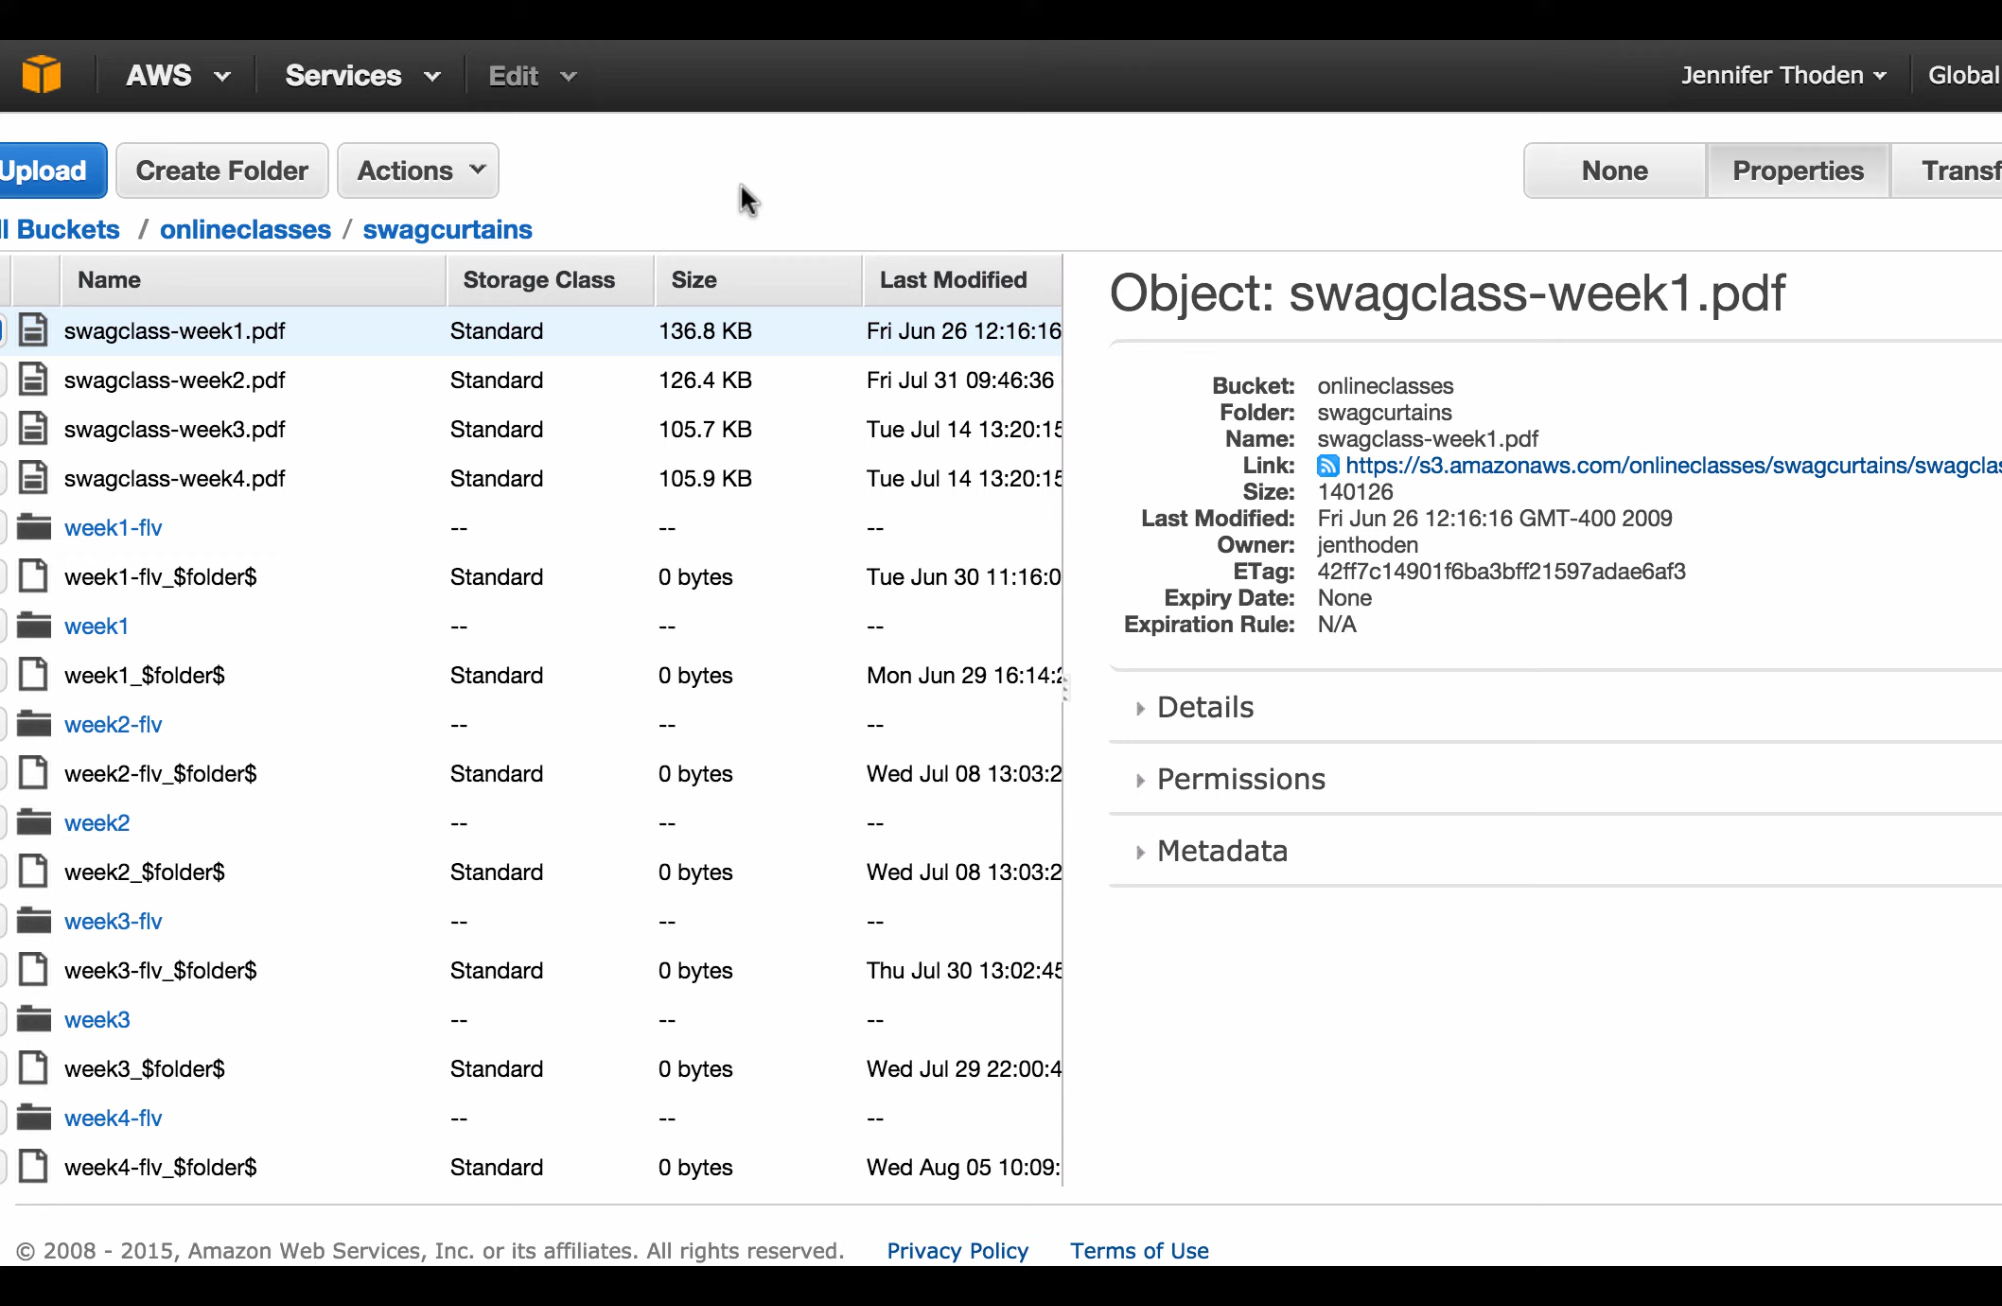 AWS Services Edit Jennifer Thoden Global
Upload Create Folder Actions None Properties Transf
ll Buckets / onlineclasses / swagcurtains
Name Storage Class Size Last Modified
swagclass-week1.pdf Standard 136.8 KB Fri Jun 26 12:16:16
swagclass-week2.pdf Standard 126.4 KB Fri Jul 31 09:46:36
swagclass-week3.pdf Standard 105.7 KB Tue Jul 14 13:20:15
swagclass-week4.pdf Standard 105.9 KB Tue Jul 14 13:20:15
week1-flv -- -- --
week1-flv_$folder$ Standard 0 bytes Tue Jun 30 11:16:0
week1 -- -- --
week1_$folder$ Standard 0 bytes Mon Jun 29 16:14:2
week2-flv -- -- --
week2-flv_$folder$ Standard 0 bytes Wed Jul 08 13:03:2
week2 -- -- --
week2_$folder$ Standard 0 bytes Wed Jul 08 13:03:2
week3-flv -- -- --
week3-flv_$folder$ Standard 0 bytes Thu Jul 30 13:02:45
week3 -- -- --
week3_$folder$ Standard 0 bytes Wed Jul 29 22:00:4
week4-flv -- -- --
week4-flv_$folder$ Standard 0 bytes Wed Aug 05 10:09:
Object: swagclass-week1.pdf
Bucket: onlineclasses
Folder: swagcurtains
Name: swagclass-week1.pdf
Link: https://s3.amazonaws.com/onlineclasses/swagcurtains/swagclas
Size: 140126
Last Modified: Fri Jun 26 12:16:16 GMT-400 2009
Owner: jenthoden
ETag: 42ff7c14901f6ba3bff21597adae6af3
Expiry Date: None
Expiration Rule: N/A
Details
Permissions
Metadata
© 2008 - 2015, Amazon Web Services, Inc. or its affiliates. All rights reserved. Privacy Policy Terms of Use